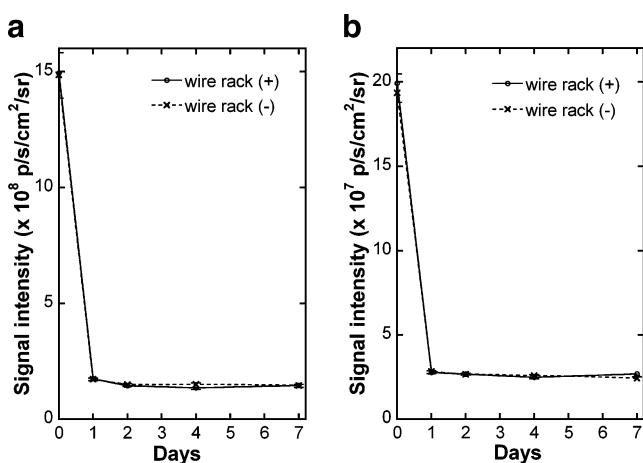 a
Signal intensity (x 10⁸ p/s/cm²/sr)
15
10
5
0
wire rack (+)
wire rack (-)
0 1 2 3 4 5 6 7
Days
b
Signal intensity (x 10⁷ p/s/cm²/sr)
20
15
10
5
0
wire rack (+)
wire rack (-)
0 1 2 3 4 5 6 7
Days